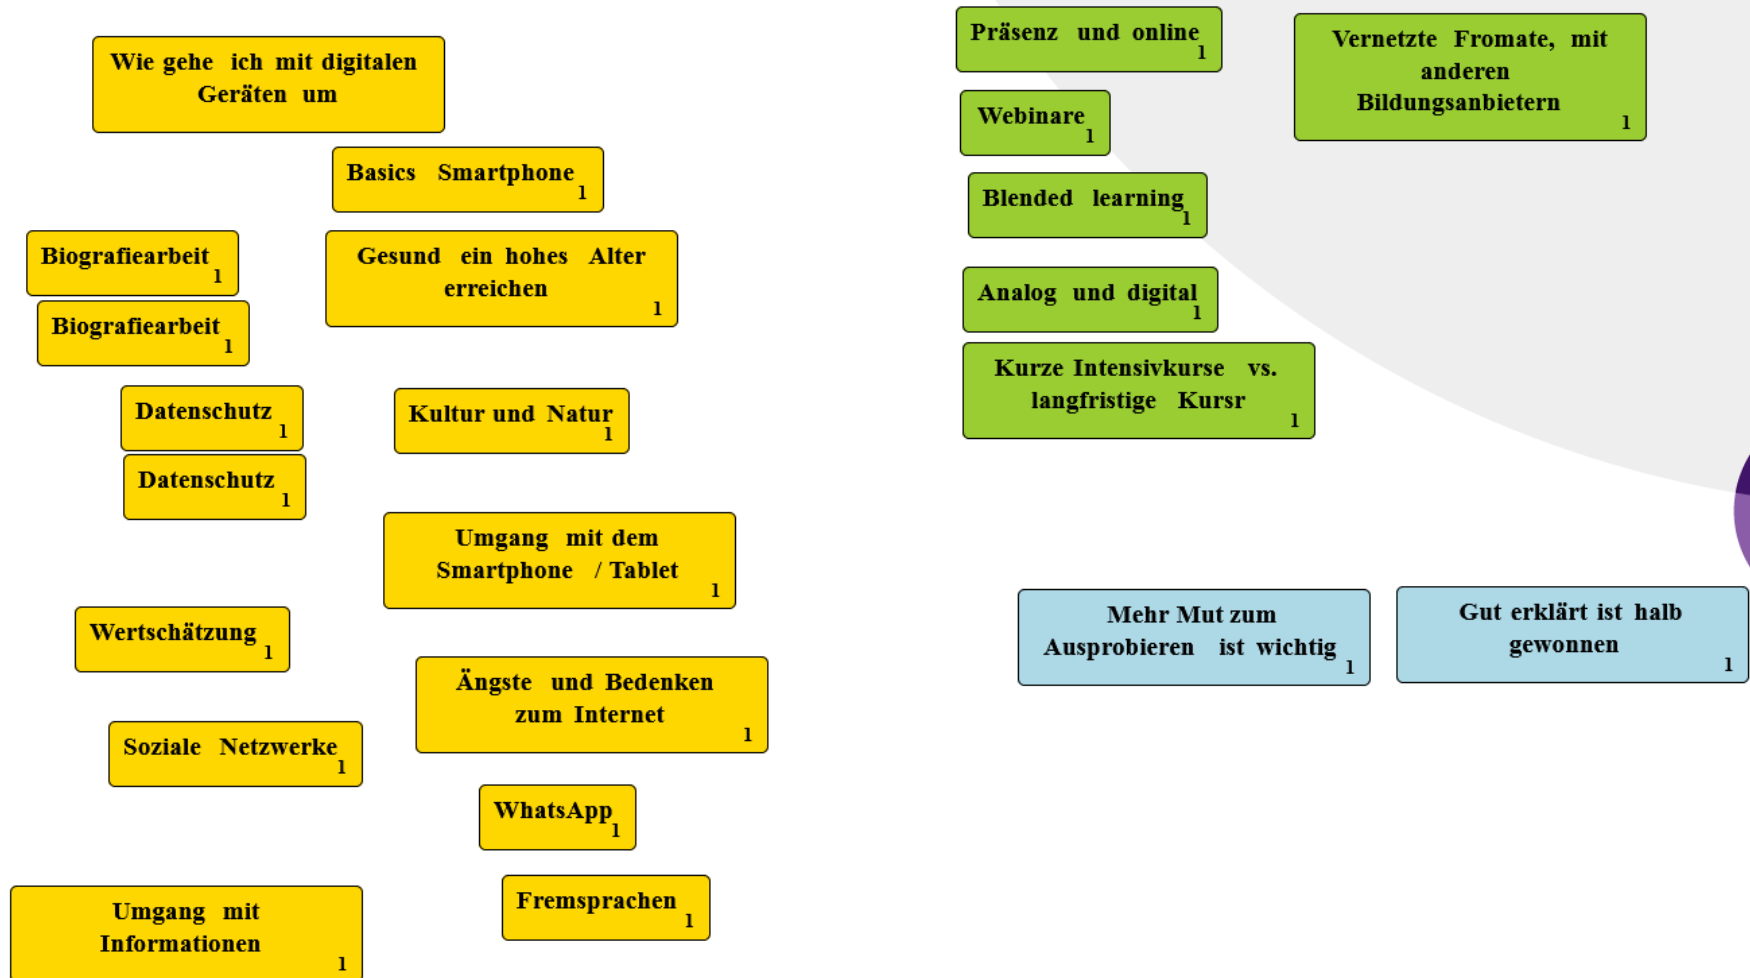 Wie gehe ich mit digitalen
Geräten um
Basics Smartphone
1
Biografiearbeit
1
Biografiearbeit
1
Gesund ein hohes Alter
erreichen
1
Datenschutz
1
Datenschutz
1
Kultur und Natur
1
Umgang mit dem
Smartphone / Tablet
1
Wertschätzung
1
Ängste und Bedenken
zum Internet
1
Soziale Netzwerke
1
WhatsApp
1
Fremsprachen
1
Umgang mit
Informationen
1
Präsenz und online
1
Vernetzte Fromate, mit
anderen
Bildungsanbietern
1
Webinare
1
Blended learning
1
Analog und digital
1
Kurze Intensivkurse vs.
langfristige Kursr
1
Mehr Mut zum
Ausprobieren ist wichtig
1
Gut erklärt ist halb
gewonnen
1